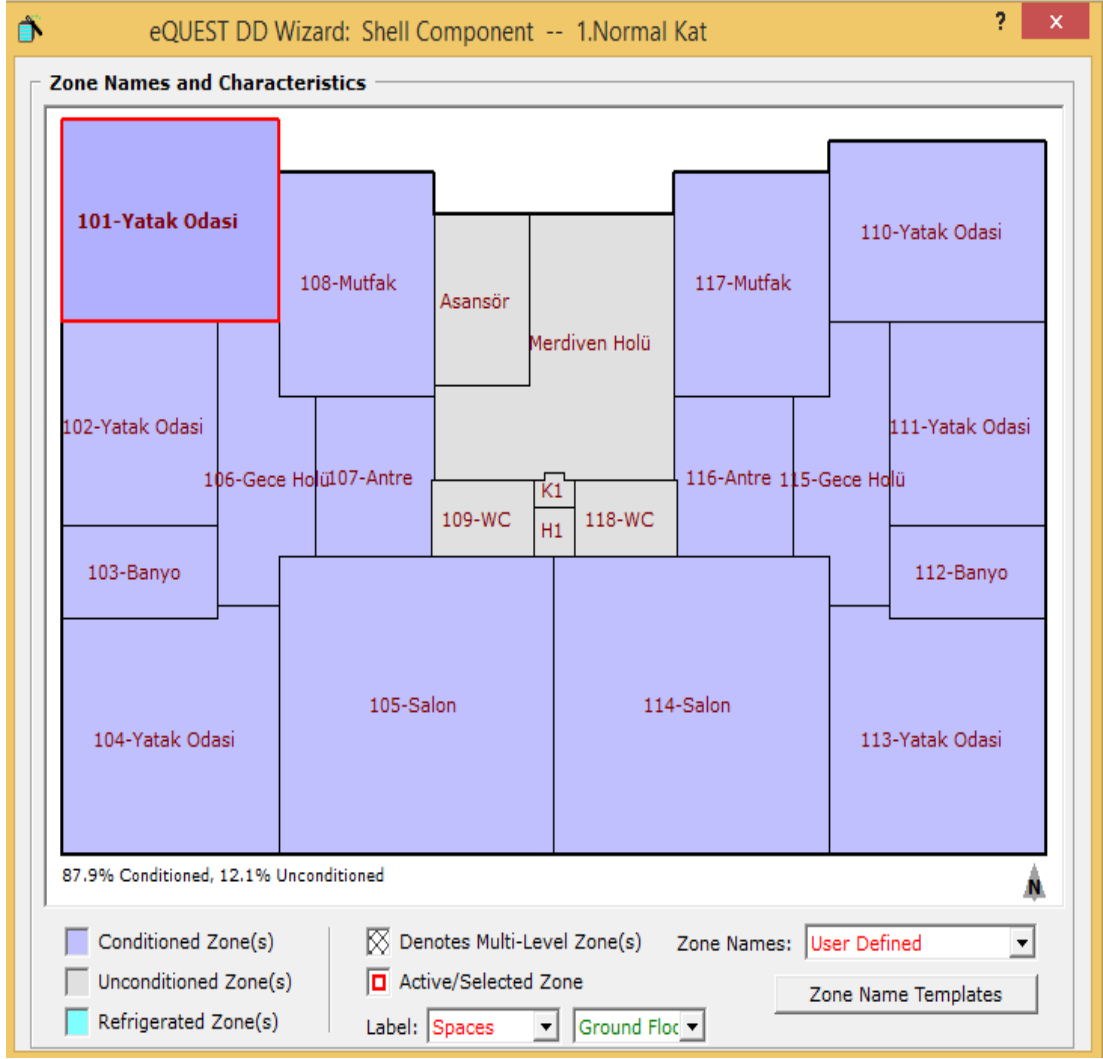 eQUEST DD Wizard: Shell Component -- 1.Normal Kat
? x
Zone Names and Characteristics
101-Yatak Odasi
110-Yatak Odasi
108-Mutfak
117-Mutfak
Asansör
Merdiven Holü
102-Yatak Odasi
111-Yatak Odasi
106-Gece Holü
107-Antre
116-Antre
115-Gece Holü
K1
109-WC
118-WC
H1
103-Banyo
112-Banyo
105-Salon
114-Salon
104-Yatak Odasi
113-Yatak Odasi
87.9% Conditioned, 12.1% Unconditioned
N
Conditioned Zone(s)
Denotes Multi-Level Zone(s)
Zone Names: User Defined
Unconditioned Zone(s)
Active/Selected Zone
Zone Name Templates
Refrigerated Zone(s)
Label: Spaces
Ground Floc